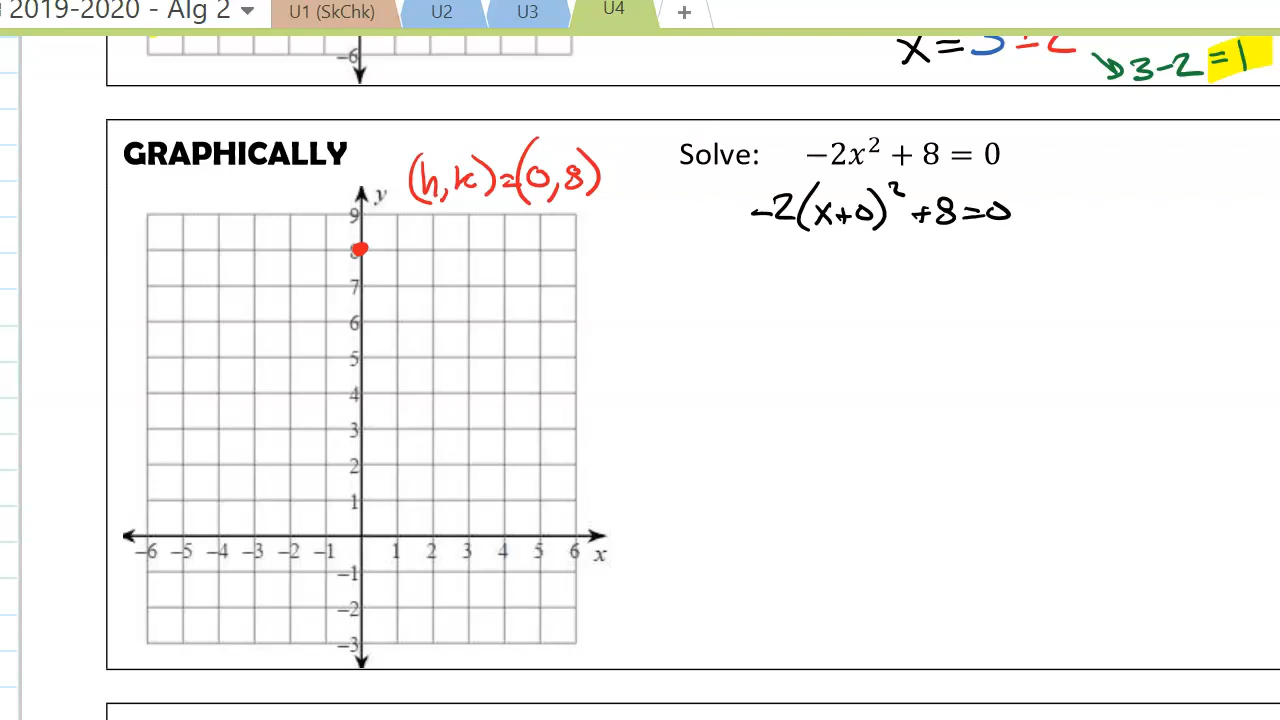 2019-2020 - Alg 2
U1 (SkChk) U2 U3 U4 +
-6
x = 3 ± 2
3-2 = 1
GRAPHICALLY
(h,k)=(0,8)
Solve: −2x² + 8 = 0
-2(x+0)² +8=0
y
9
7
6
5
4
3
2
1
-6 -5 -4 -3 -2 -1 1 2 3 4 5 6 x
-1
-2
-3